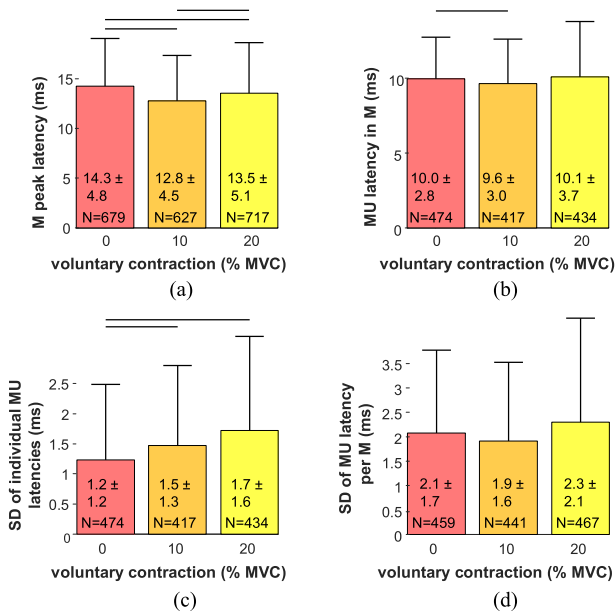 M peak latency (ms)
15
10
5
0
14.3 ±
4.8
N=679
12.8 ±
4.5
N=627
13.5 ±
5.1
N=717
0 10 20
voluntary contraction (% MVC)
(a)
MU latency in M (ms)
10
5
0
10.0 ±
2.8
N=474
9.6 ±
3.0
N=417
10.1 ±
3.7
N=434
0 10 20
voluntary contraction (% MVC)
(b)
SD of individual MU
latencies (ms)
2.5
2
1.5
1
0.5
0
1.2 ±
1.2
N=474
1.5 ±
1.3
N=417
1.7 ±
1.6
N=434
0 10 20
voluntary contraction (% MVC)
(c)
SD of MU latency
per M (ms)
3.5
3
2.5
2
1.5
1
0.5
0
2.1 ±
1.7
N=459
1.9 ±
1.6
N=441
2.3 ±
2.1
N=467
0 10 20
voluntary contraction (% MVC)
(d)